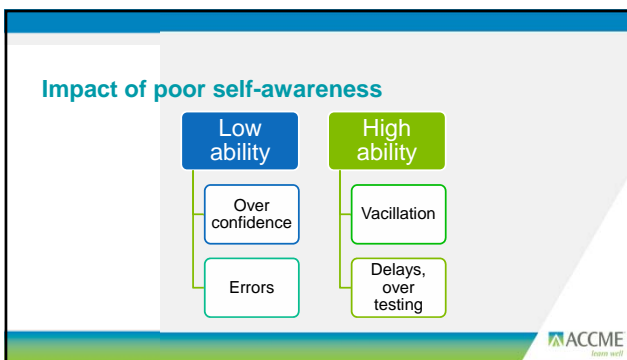 Impact of poor self-awareness
Low
ability
Over
confidence
Errors
High
ability
Vacillation
Delays,
over
testing
ACCME
learn well